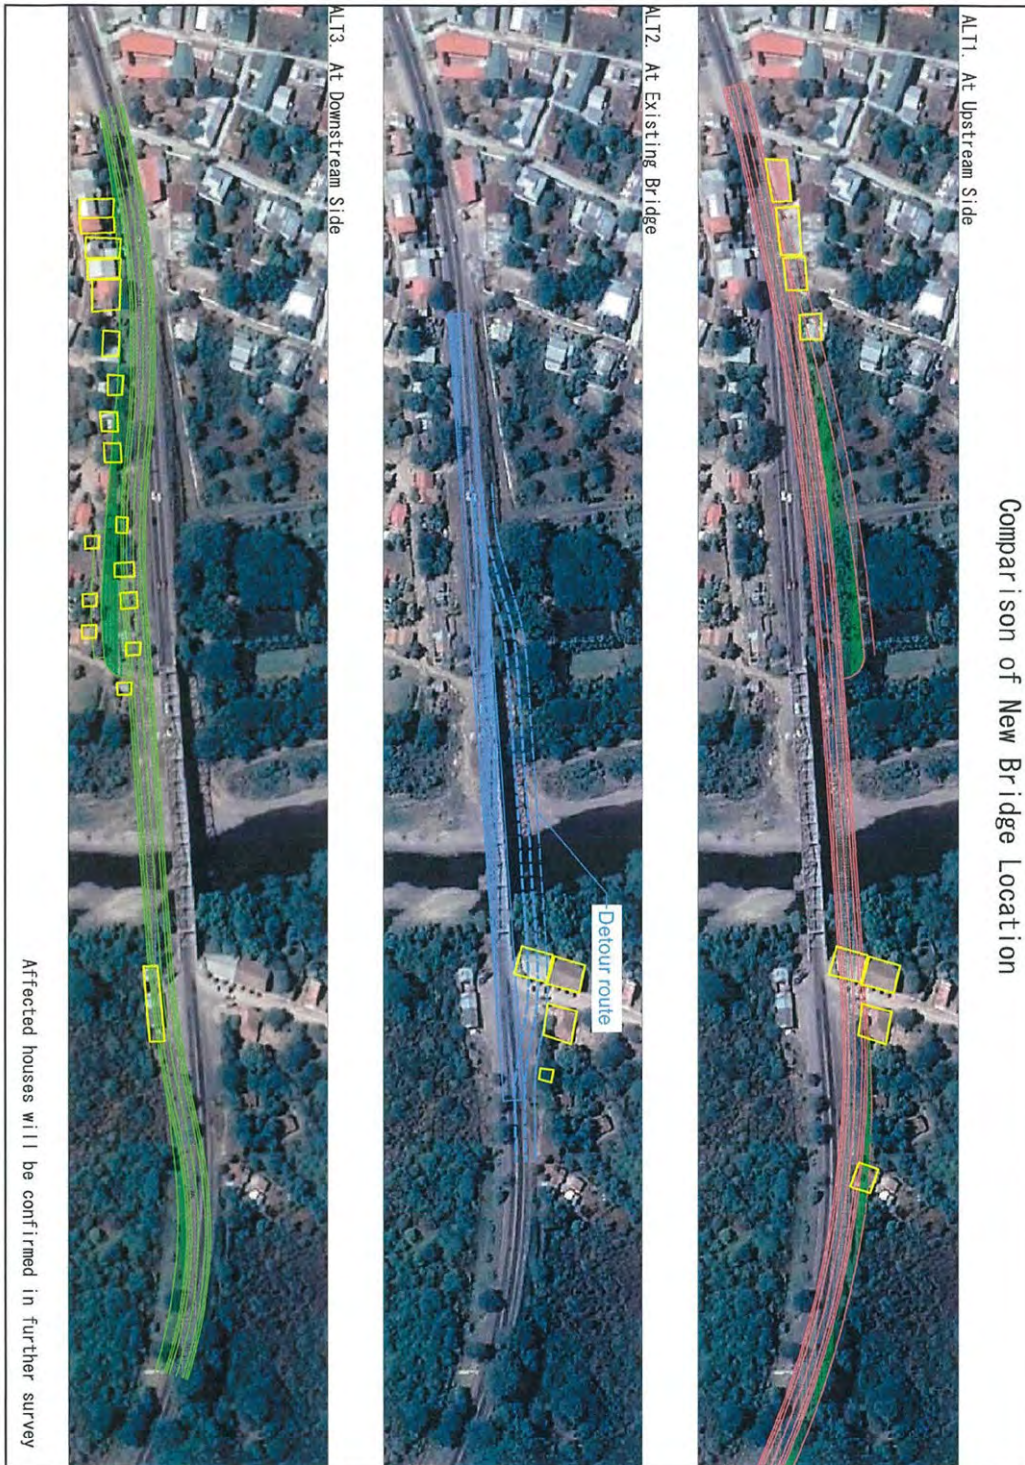 Comparison of New Bridge Location
ALT1. At Upstream Side
ALT2. At Existing Bridge
Detour route
ALT3. At Downstream Side
Affected houses will be confirmed in further survey